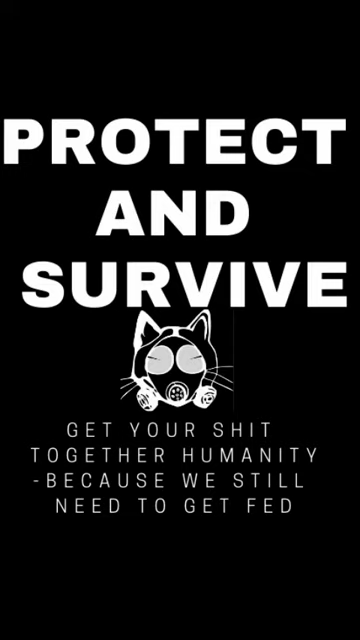 PROTECT
AND
SURVIVE
GET YOUR SHIT
TOGETHER HUMANITY
-BECAUSE WE STILL
NEED TO GET FED